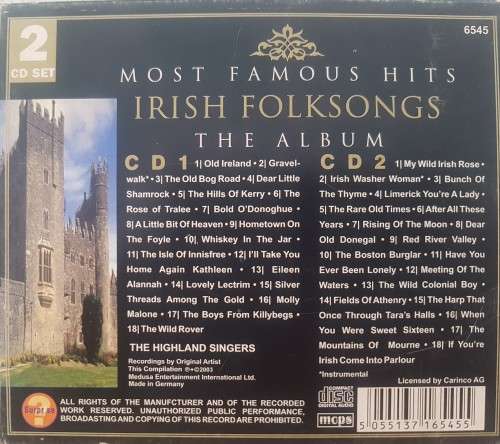 2
CD SET
6545
MOST FAMOUS HITS
IRISH FOLKSONGS
THE ALBUM
CD 1 1| Old Ireland • 2| Gravel-
walk* • 3| The Old Bog Road • 4| Dear Little
Shamrock • 5| The Hills Of Kerry • 6| The
Rose of Tralee • 7| Bold O'Donoghue •
8| A Little Bit Of Heaven • 9| Hometown On
The Foyle • 10| Whiskey In The Jar •
11| The Isle Of Innisfree • 12| I'll Take You
Home Again Kathleen • 13| Eileen
Alannah • 14| Lovely Lectrim • 15| Silver
Threads Among The Gold • 16| Molly
Malone • 17| The Boys From Killybegs •
18| The Wild Rover
THE HIGHLAND SINGERS
Recordings by Original Artist
This Compilation ℗+©2003
Medusa Entertainment International Ltd.
Made in Germany
CD 2 1| My Wild Irish Rose •
2| Irish Washer Woman* • 3| Bunch Of
The Thyme • 4| Limerick You're A Lady •
5| The Rare Old Times • 6| After All These
Years • 7| Rising Of The Moon • 8| Dear
Old Donegal • 9| Red River Valley •
10| The Boston Burglar • 11| Have You
Ever Been Lonely • 12| Meeting Of The
Waters • 13| The Wild Colonial Boy •
14| Fields Of Athenry • 15| The Harp That
Once Through Tara's Halls • 16| When
You Were Sweet Sixteen • 17| The
Mountains Of Mourne • 18| If You're
Irish Come Into Parlour
*Instrumental
Licensed by Carinco AG
Surprise
?
ALL RIGHTS OF THE MANUFCTURER AND OF THE RECORDED
WORK RESERVED. UNAUTHORIZED PUBLIC PERFORMANCE,
BROADASTING AND COPYING OF THIS RECORD ARE PROHIBITED.
COMPACT
disc
DIGITAL AUDIO
mcps
5 055137 165455